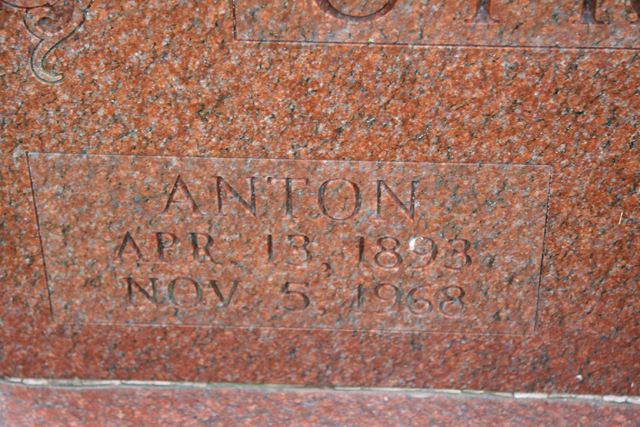 ANTON
APR 13, 1893
NOV 5, 1968